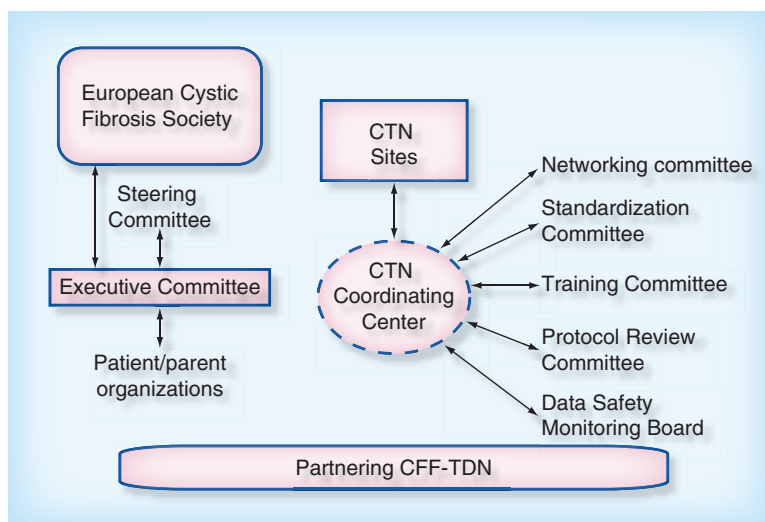 European Cystic
Fibrosis Society
Steering
Committee
Executive Committee
Patient/parent
organizations
CTN
Sites
CTN
Coordinating
Center
Networking committee
Standardization
Committee
Training Committee
Protocol Review
Committee
Data Safety
Monitoring Board
Partnering CFF-TDN